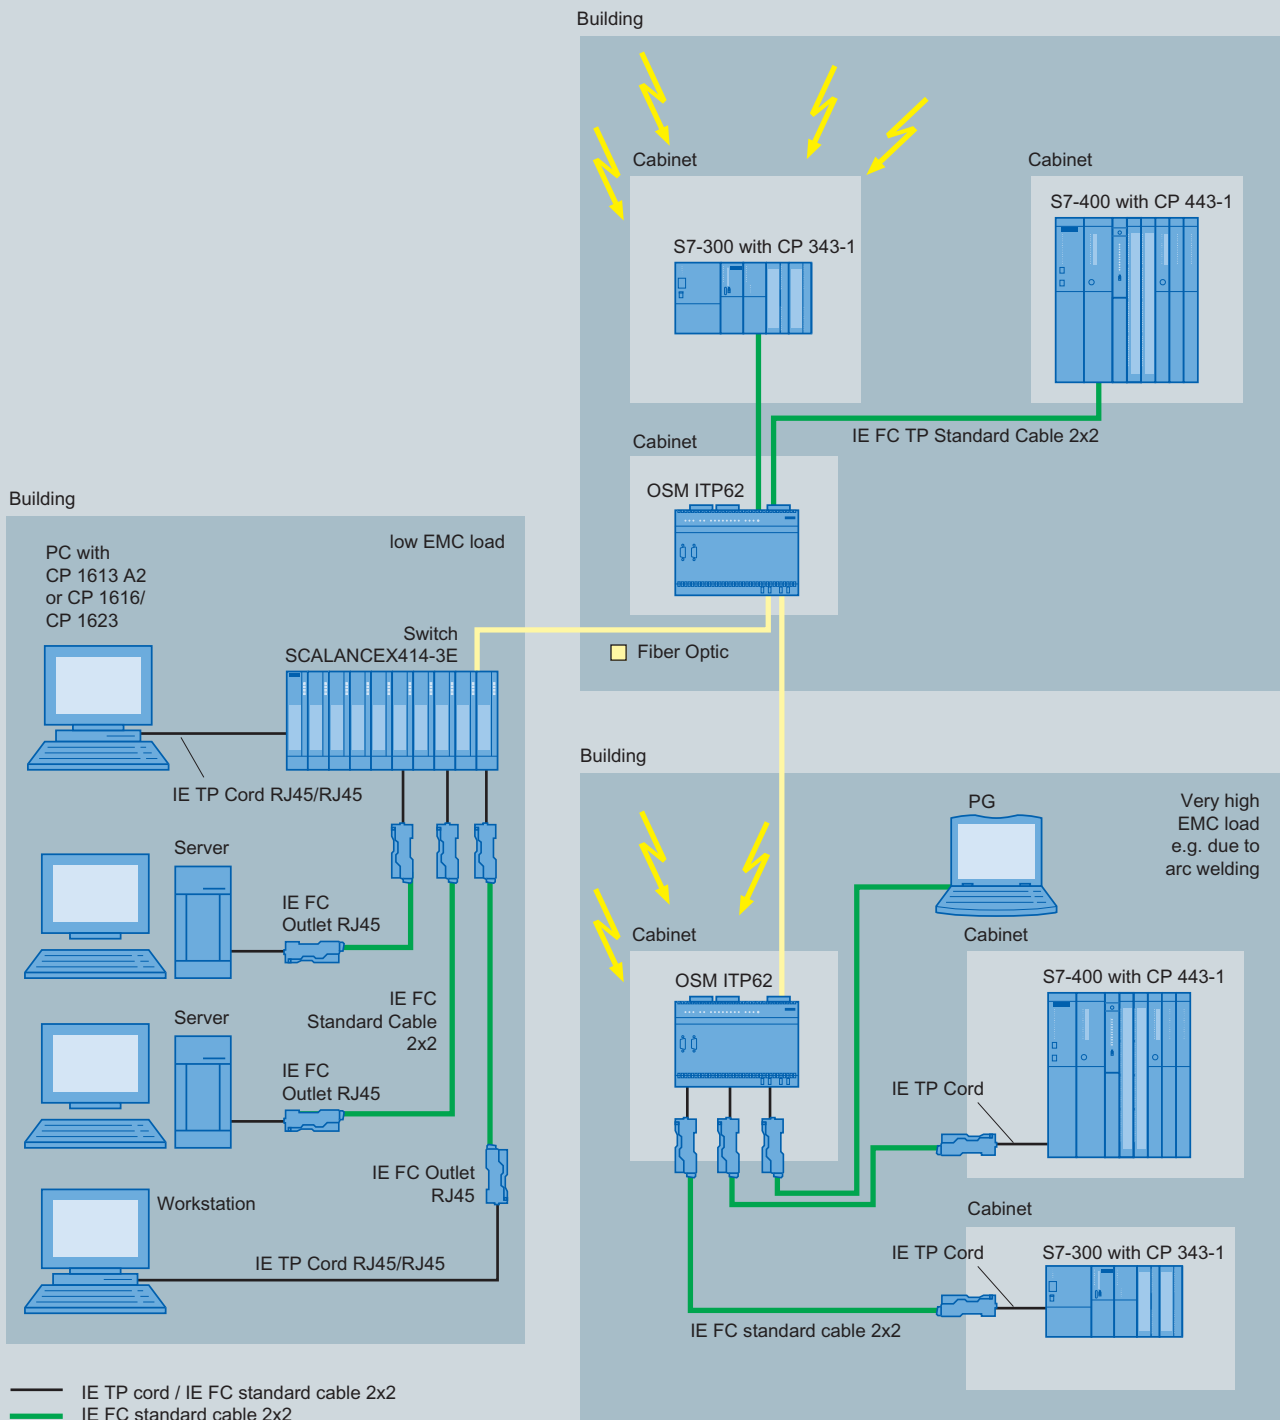 Building
Cabinet
S7-300 with CP 343-1
Cabinet
S7-400 with CP 443-1
IE FC TP Standard Cable 2x2
Cabinet
OSM ITP62
Fiber Optic
Building
low EMC load
PC with
CP 1613 A2
or CP 1616/
CP 1623
Switch
SCALANCEX414-3E
IE TP Cord RJ45/RJ45
Server
IE FC
Outlet RJ45
IE FC
Standard Cable
2x2
Server
IE FC
Outlet RJ45
IE FC Outlet
RJ45
Workstation
IE TP Cord RJ45/RJ45
Building
PG
Very high
EMC load
e.g. due to
arc welding
Cabinet
OSM ITP62
Cabinet
S7-400 with CP 443-1
IE TP Cord
Cabinet
IE TP Cord
S7-300 with CP 343-1
IE FC standard cable 2x2
IE TP cord / IE FC standard cable 2x2
IE FC standard cable 2x2